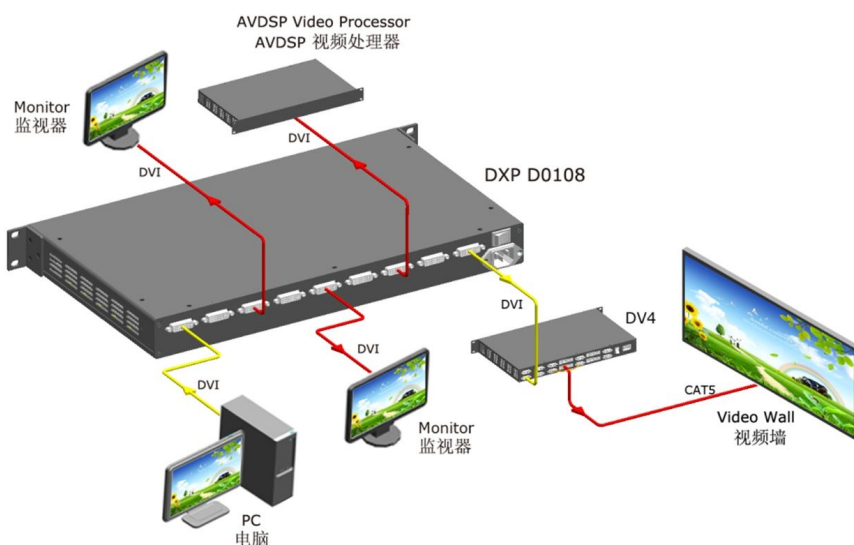 AVDSP Video Processor
AVDSP 视频处理器
Monitor
监视器
DVI
DVI
DXP D0108
DVI
DV4
DVI
DVI
CAT5
Video Wall
视频墙
Monitor
监视器
PC
电脑